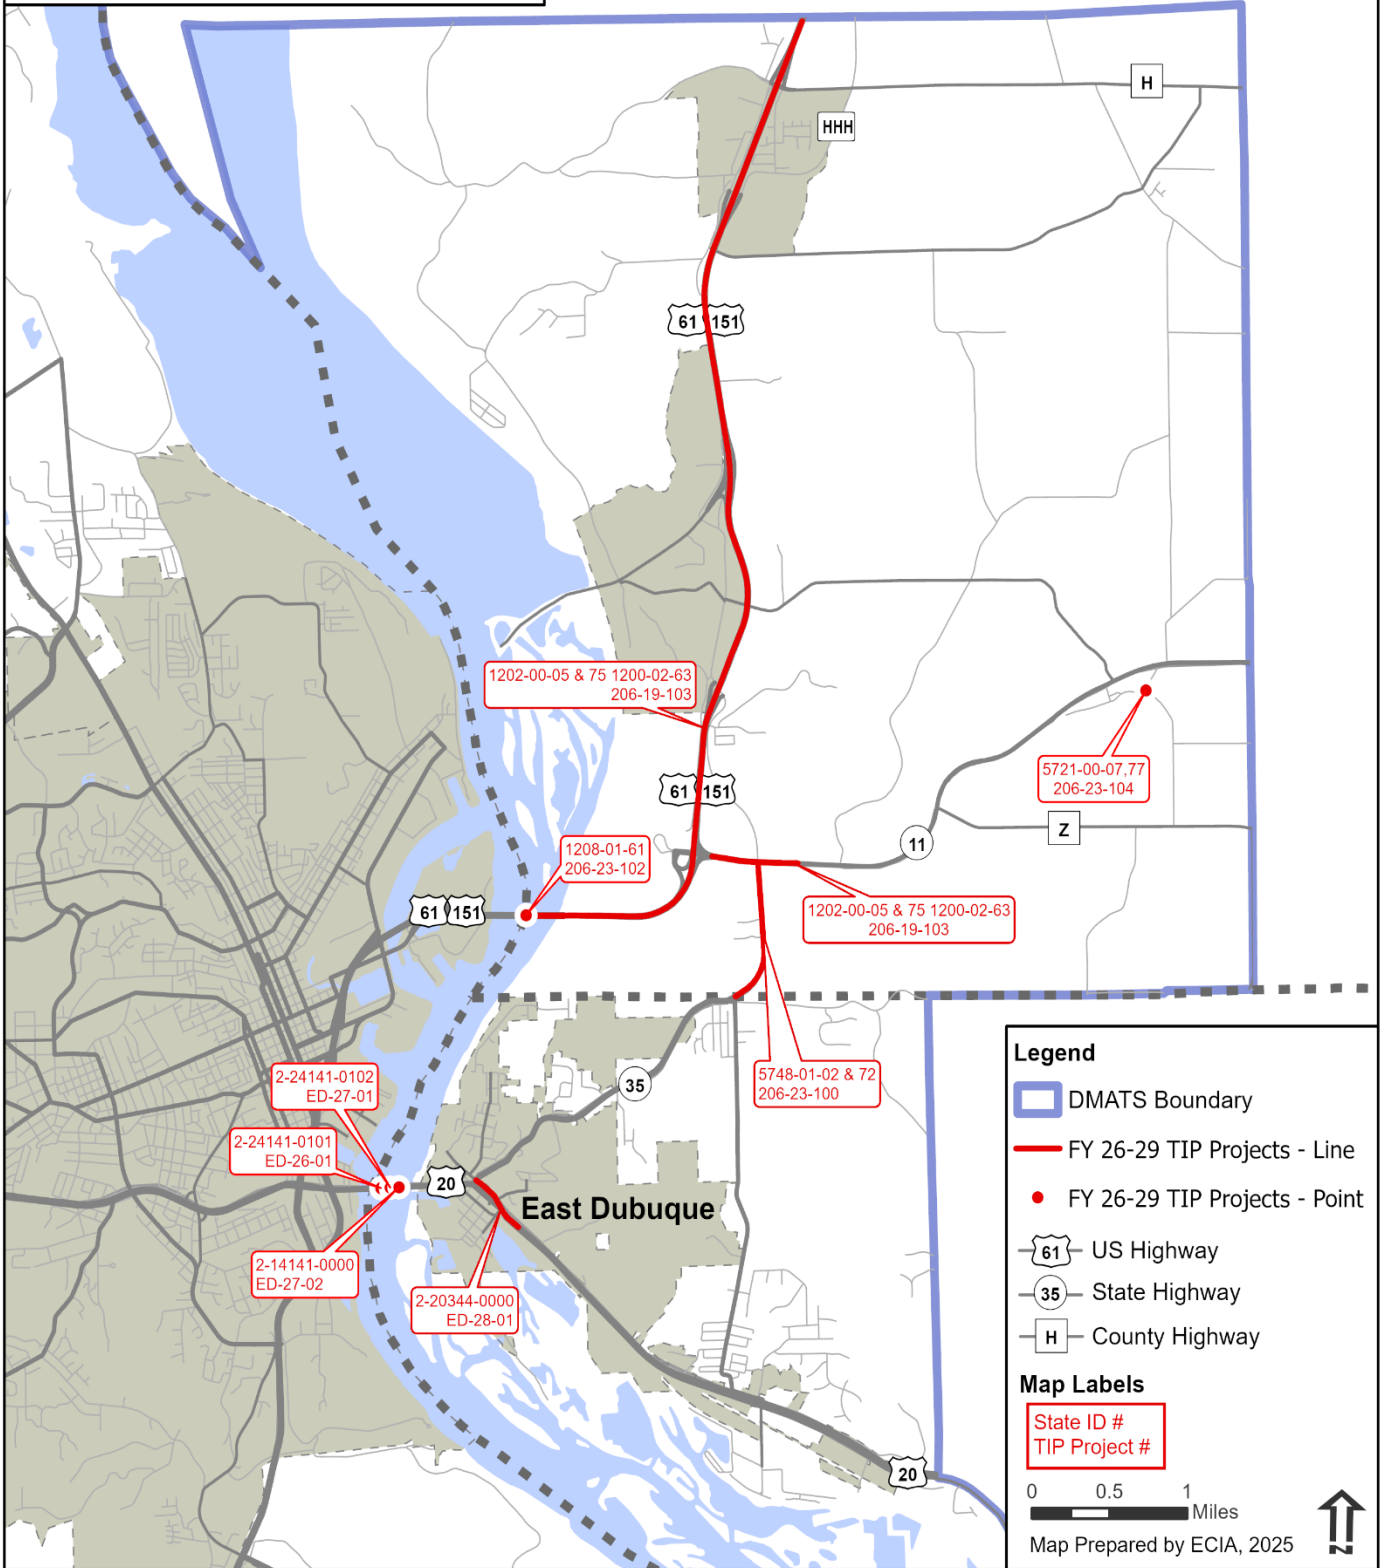 H
HHH
61 151
1202-00-05 & 75 1200-02-63
206-19-103
5721-00-07,77
206-23-104
61 151
Z
11
1208-01-61
206-23-102
61 151
1202-00-05 & 75 1200-02-63
206-19-103
5748-01-02 & 72
206-23-100
35
2-24141-0102
ED-27-01
2-24141-0101
ED-26-01
20
East Dubuque
2-14141-0000
ED-27-02
2-20344-0000
ED-28-01
20
Legend
DMATS Boundary
FY 26-29 TIP Projects - Line
FY 26-29 TIP Projects - Point
61 US Highway
35 State Highway
H County Highway
Map Labels
State ID #
TIP Project #
0 0.5 1
Miles
Map Prepared by ECIA, 2025
N